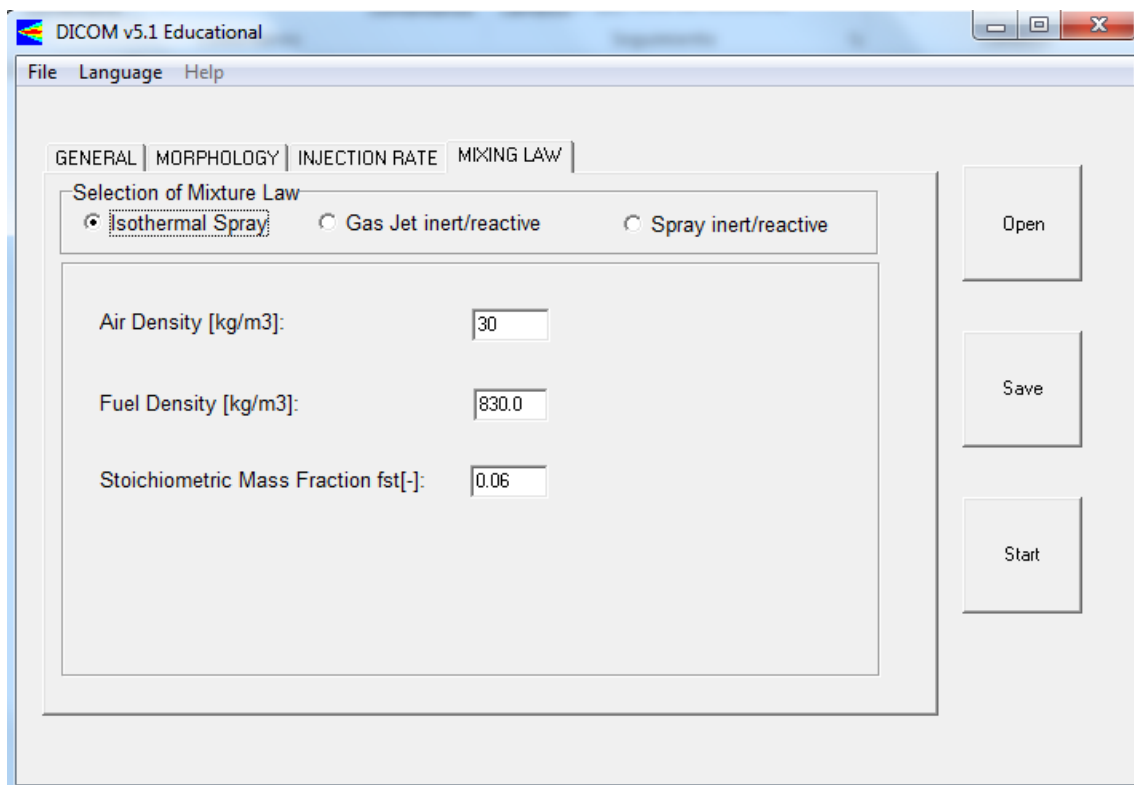 DICOM v5.1 Educational
File Language Help
GENERAL MORPHOLOGY INJECTION RATE MIXING LAW
Selection of Mixture Law
Isothermal Spray Gas Jet inert/reactive Spray inert/reactive
Air Density [kg/m3]: 30
Fuel Density [kg/m3]: 830.0
Stoichiometric Mass Fraction fst[-]: 0.06
Open
Save
Start